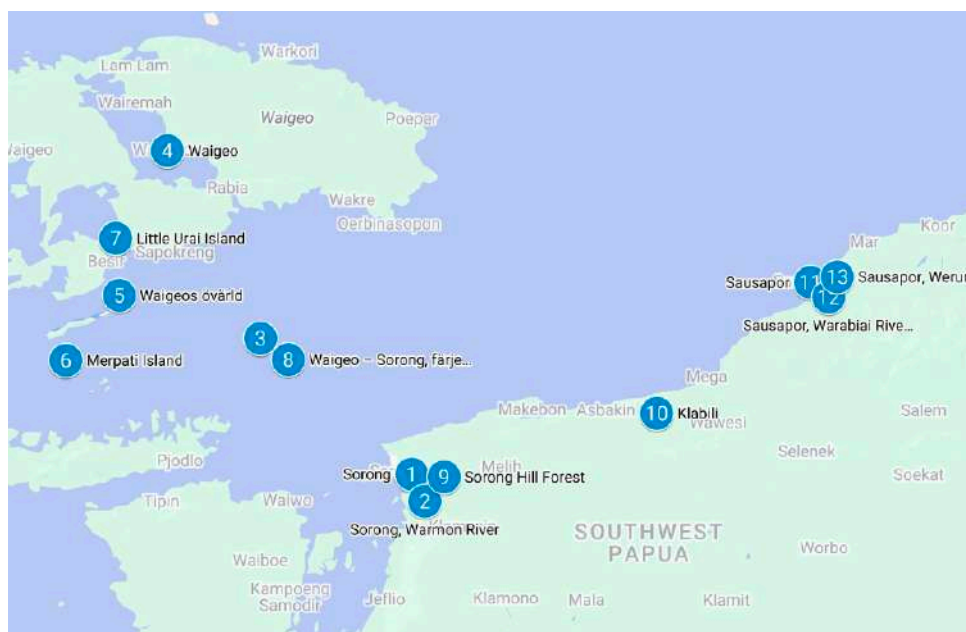 Warkori
Lam Lam
Wairemah
Waigeo
Poeper
4 Waigeo
Rabia
Wakre
Oerbinasopon
Koor
Mar
7 Little Urai Island
Sapokreng
Besir
Sausapor 11
13 Sausapor, Werur
5 Waigeos övärld
12
Sausapor, Warabiai Rive...
3
6 Merpati Island
8 Waigeo – Sorong, färje...
Mega
Makebon
Asbakin
10 Klabili
Wawesi
Salem
Selenek
Pjodlo
Sorong 1
9 Sorong Hill Forest
Melih
Soekat
Tipin
Walwo
2
Sorong, Warmon River
SOUTHWEST
PAPUA
Worbo
Waiboe
Kampoeng
Samodir
Jeflio
Klamono
Mala
Klamit